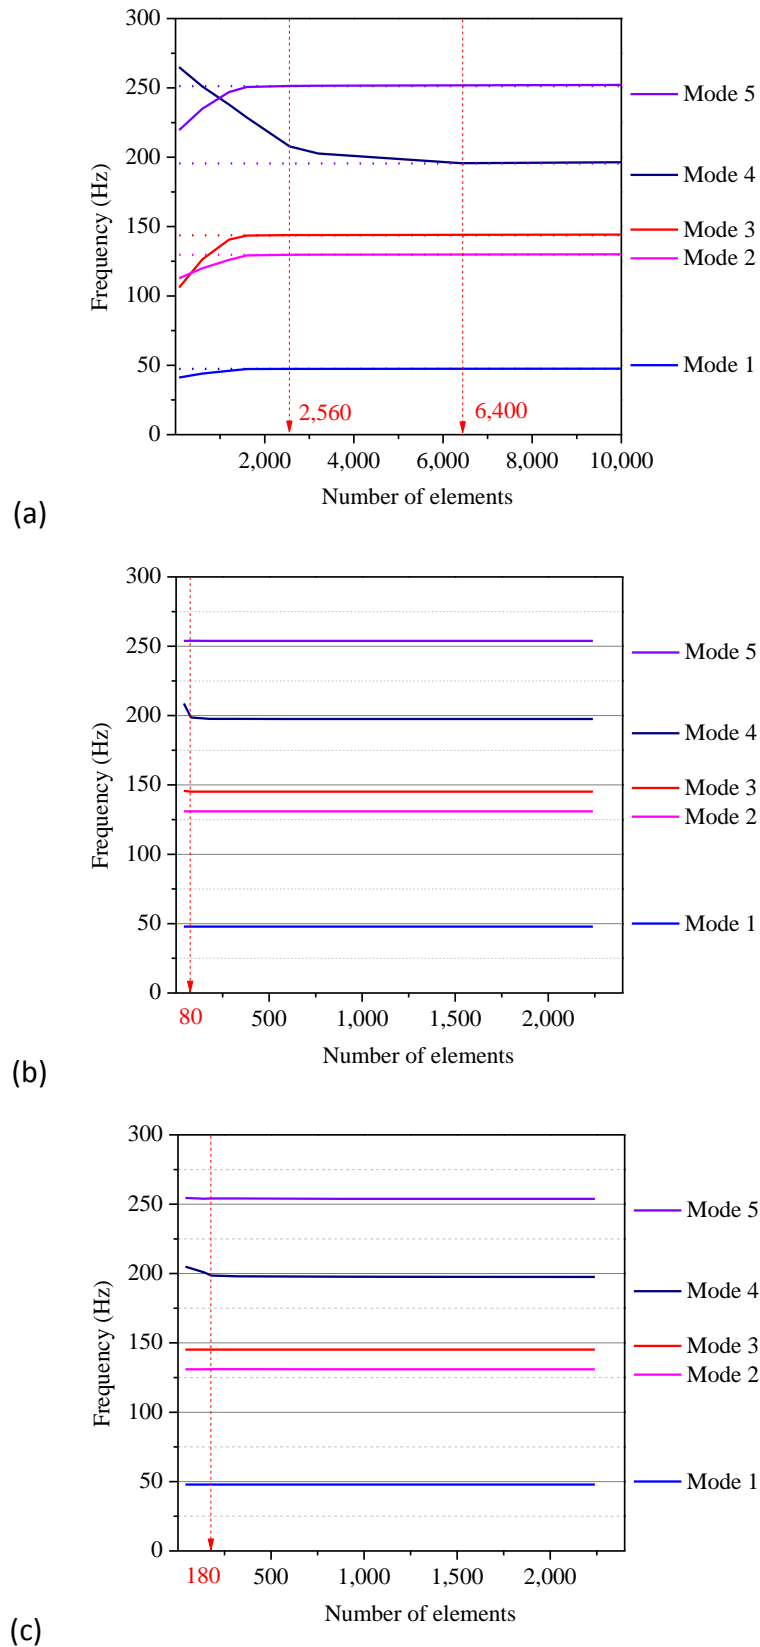 300
250
200
150
100
50
0
Frequency (Hz)
Mode 5
Mode 4
Mode 3
Mode 2
Mode 1
2,560
6,400
2,000
4,000
6,000
8,000
10,000
Number of elements
(a)
300
250
200
150
100
50
0
Frequency (Hz)
Mode 5
Mode 4
Mode 3
Mode 2
Mode 1
80
500
1,000
1,500
2,000
Number of elements
(b)
300
250
200
150
100
50
0
Frequency (Hz)
Mode 5
Mode 4
Mode 3
Mode 2
Mode 1
180
500
1,000
1,500
2,000
Number of elements
(c)